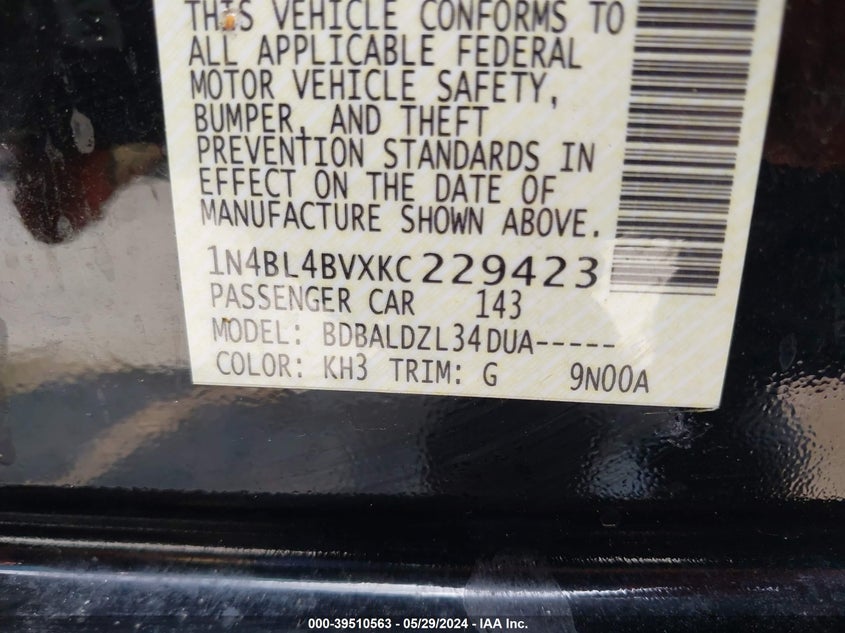 THIS VEHICLE CONFORMS TO
ALL APPLICABLE FEDERAL
MOTOR VEHICLE SAFETY,
BUMPER, AND THEFT
PREVENTION STANDARDS IN
EFFECT ON THE DATE OF
MANUFACTURE SHOWN ABOVE.
1N4BL4BVXKC229423
PASSENGER CAR 143
MODEL: BDBALDZL34DUA-----
COLOR: KH3 TRIM: G 9N00A
000-39510563 - 05/29/2024 - IAA Inc.